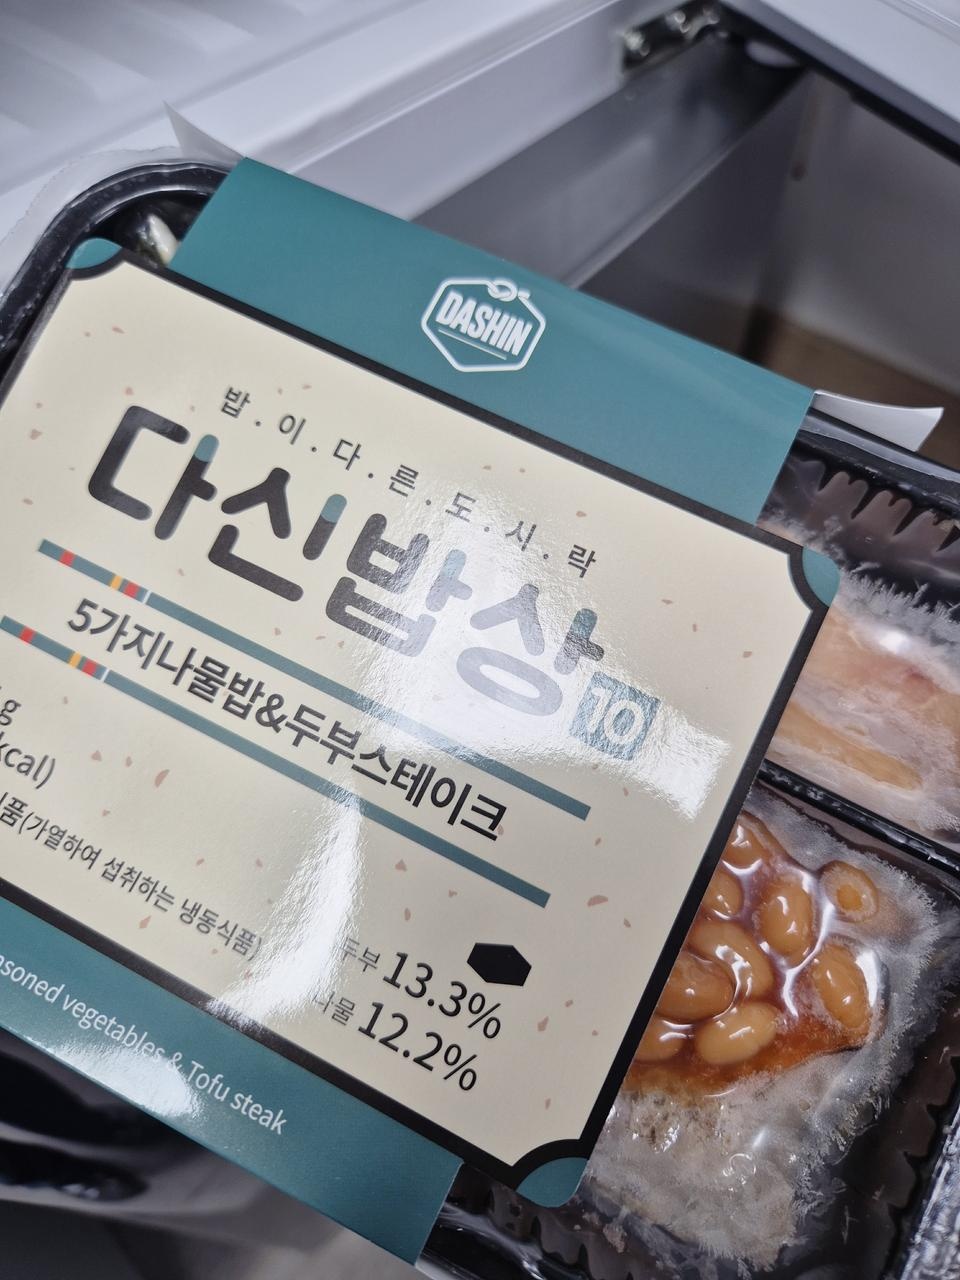 DASHIN
밥.이.다.른.도.시.락
다신밥상
10
5가지나물밥&두부스테이크
g
kcal)
품(가열하여 섭취하는 냉동식품)
두부 13.3%
나물 12.2%
vegetables & Tofu steak